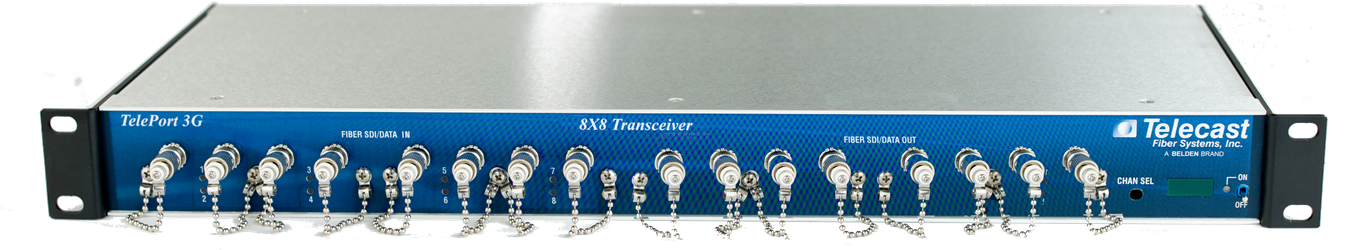 TelePort 3G
8X8 Transceiver
FIBER SDI/DATA IN
FIBER SDI/DATA OUT
Telecast
Fiber Systems, Inc.
A BELDEN BRAND
1
2
3
4
5
6
7
8
CHAN SEL
ON
OFF